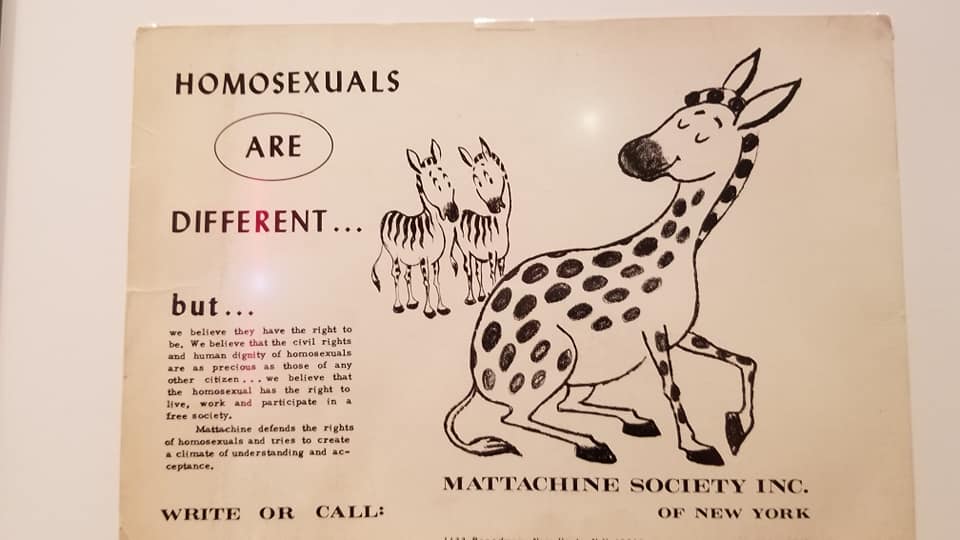 HOMOSEXUALS
ARE
DIFFERENT...
but...
we believe they have the right to
be. We believe that the civil rights
and human dignity of homosexuals
are as precious as those of any
other citizen... we believe that
the homosexual has the right to
live, work and participate in a
free society.
Mattachine defends the rights
of homosexuals and tries to create
a climate of understanding and ac-
ceptance.
WRITE OR CALL:
MATTACHINE SOCIETY INC.
OF NEW YORK